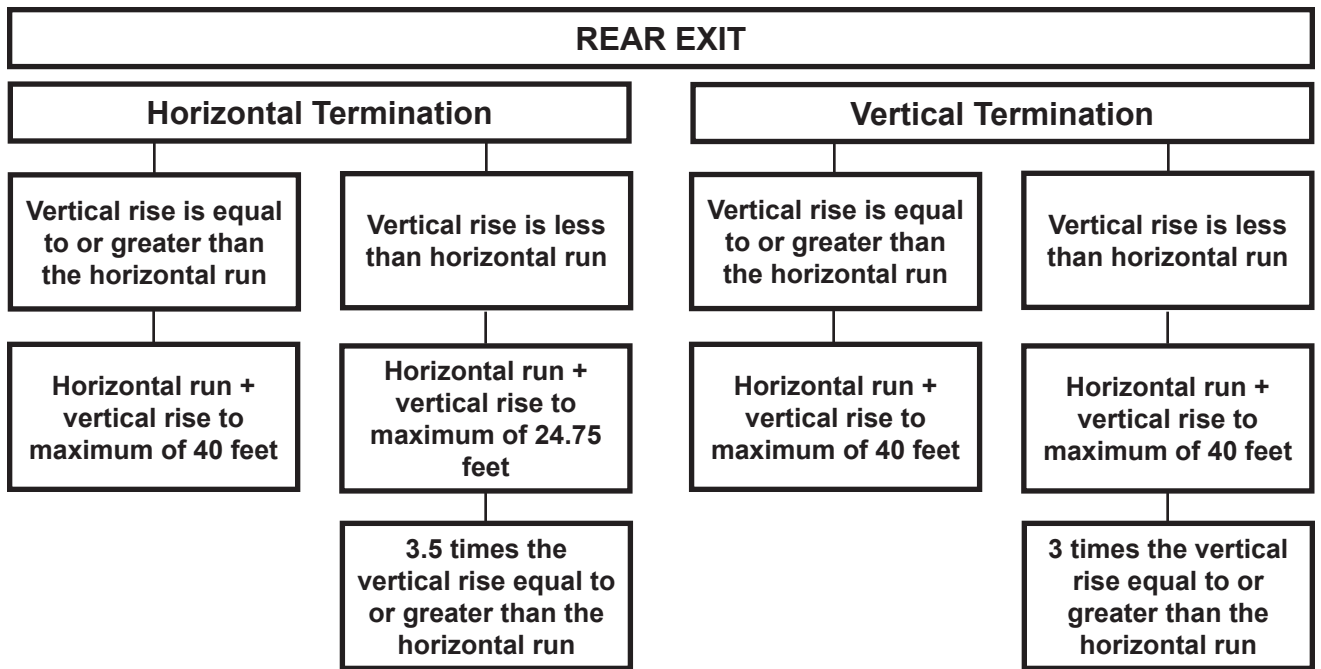 REAR EXIT
Horizontal Termination
Vertical rise is equal
to or greater than
the horizontal run
Horizontal run +
vertical rise to
maximum of 40 feet
Vertical rise is less
than horizontal run
Horizontal run +
vertical rise to
maximum of 24.75
feet
3.5 times the
vertical rise equal to
or greater than the
horizontal run
Vertical Termination
Vertical rise is equal
to or greater than
the horizontal run
Horizontal run +
vertical rise to
maximum of 40 feet
Vertical rise is less
than horizontal run
Horizontal run +
vertical rise to
maximum of 40 feet
3 times the vertical
rise equal to or
greater than the
horizontal run